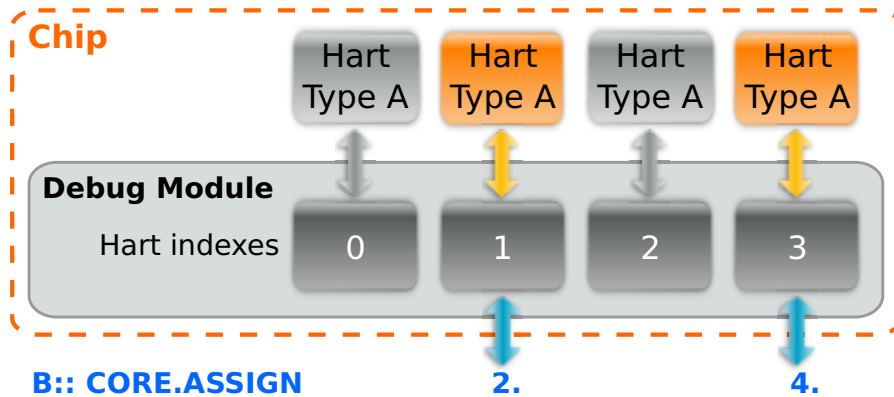 Chip
Hart Type A Hart Type A Hart Type A Hart Type A
Debug Module
Hart indexes 0 1 2 3
B:: CORE.ASSIGN 2. 4.